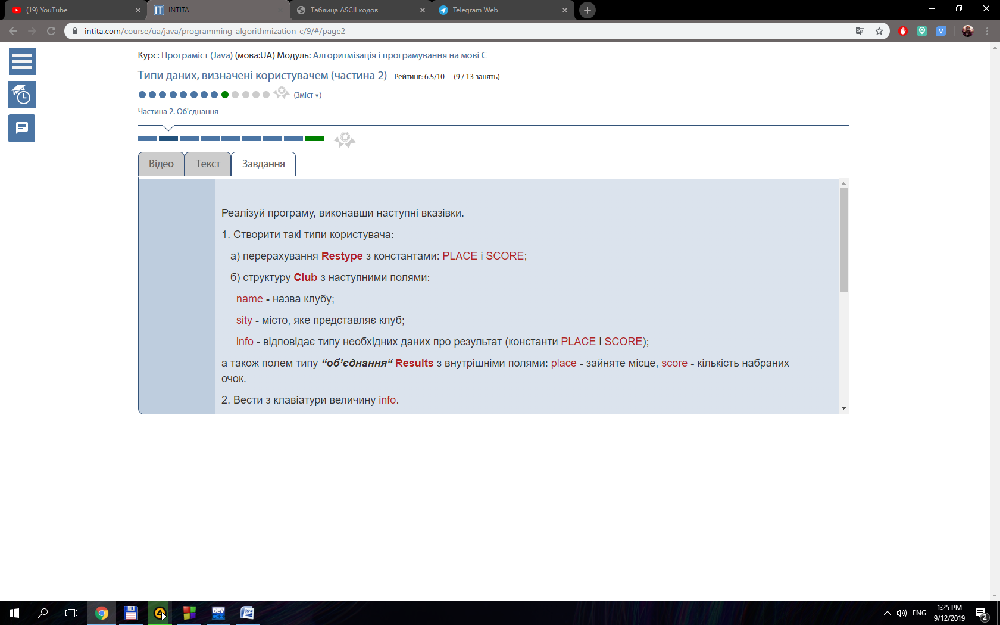 (19) YouTube
INTITA
Таблица ASCII кодов
Telegram Web
intita.com/course/ua/java/programming_algorithmization_c/9/#/page2
Курс: Програміст (Java) (мова:UA) Модуль: Алгоритмізація і програмування на мові С
Типи даних, визначені користувачем (частина 2) Рейтинг: 6.5/10 (9 / 13 занять)
(Зміст ▾)
Частина 2. Об'єднання
Відео
Текст
Завдання
Реалізуй програму, виконавши наступні вказівки.
1. Створити такі типи користувача:
а) перерахування Restype з константами: PLACE і SCORE;
б) структуру Club з наступними полями:
name - назва клубу;
sity - місто, яке представляє клуб;
info - відповідає типу необхідних даних про результат (константи PLACE і SCORE);
а також полем типу “об’єднання“ Results з внутрішніми полями: place - зайняте місце, score - кількість набраних
очок.
2. Вести з клавіатури величину info.
ENG
1:25 PM
9/12/2019
2